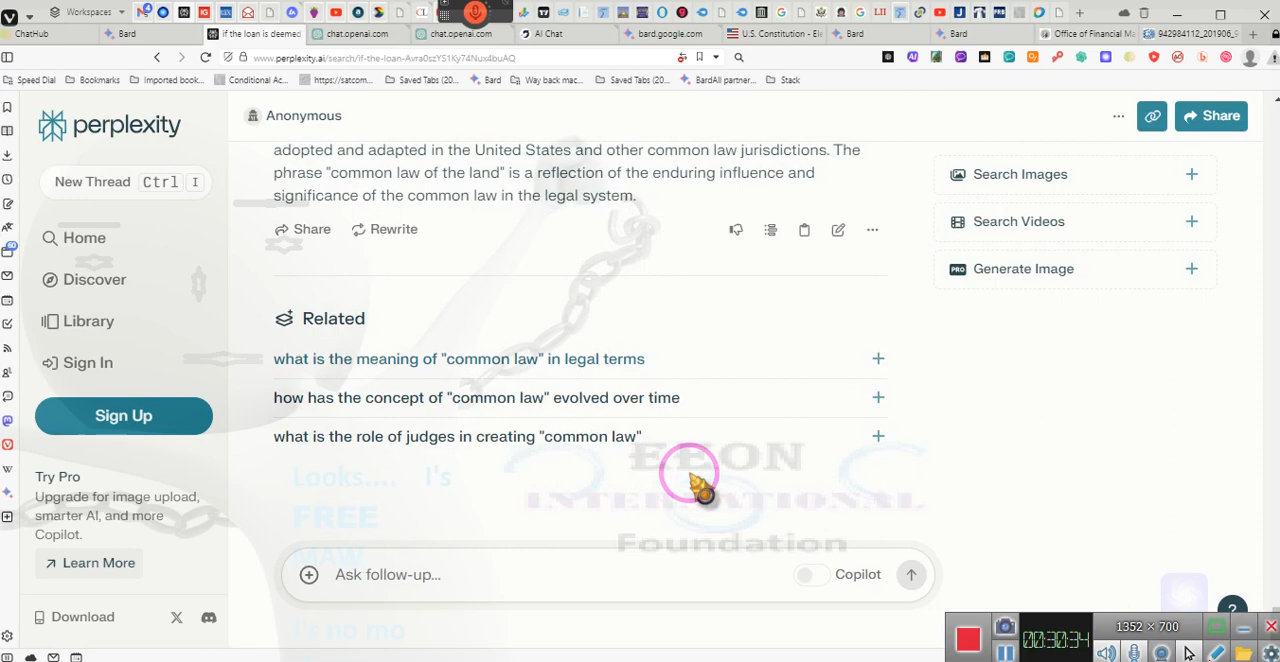 Workspaces
ChatHub
Bard
if the loan is deemed
chat.openai.com
chat.openai.com
AI Chat
bard.google.com
U.S. Constitution - El
Bard
Bard
Office of Financial M
942984112_201906_9
www.perplexity.ai/search/if-the-loan-Avra0szYS1Ky74Nux4buAQ
Speed Dial
Bookmarks
Imported book...
Conditional Ac...
https://satcom...
Saved Tabs (20...
Bard
Way back mac...
Saved Tabs (20...
BardAll partner...
Stack
perplexity
Anonymous
Share
New Thread Ctrl I
Home
Discover
Library
Sign In
Sign Up
Try Pro
Upgrade for image upload,
smarter AI, and more
Copilot.
Learn More
Download
adopted and adapted in the United States and other common law jurisdictions. The
phrase "common law of the land" is a reflection of the enduring influence and
significance of the common law in the legal system.
Share Rewrite
Related
what is the meaning of "common law" in legal terms
how has the concept of "common law" evolved over time
what is the role of judges in creating "common law"
Looks.... I's
FREE
MAW
I's no mo
EEON
INTERNATIONAL
Foundation
Ask follow-up...
Copilot
Search Images
Search Videos
PRO Generate Image
?
1352 × 700
00:30:34